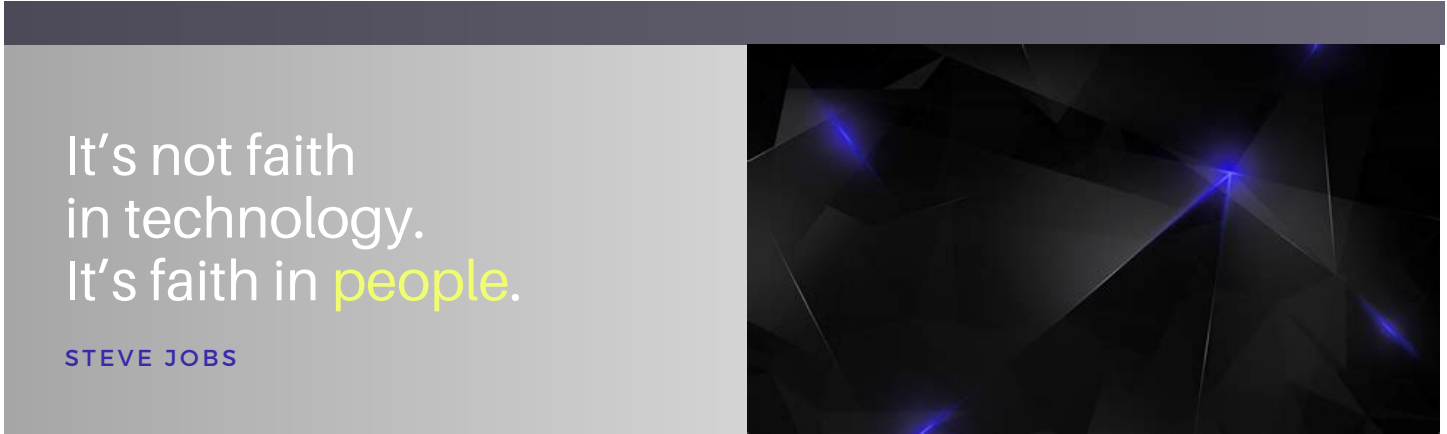 It’s not faith
in technology.
It’s faith in people.
STEVE JOBS